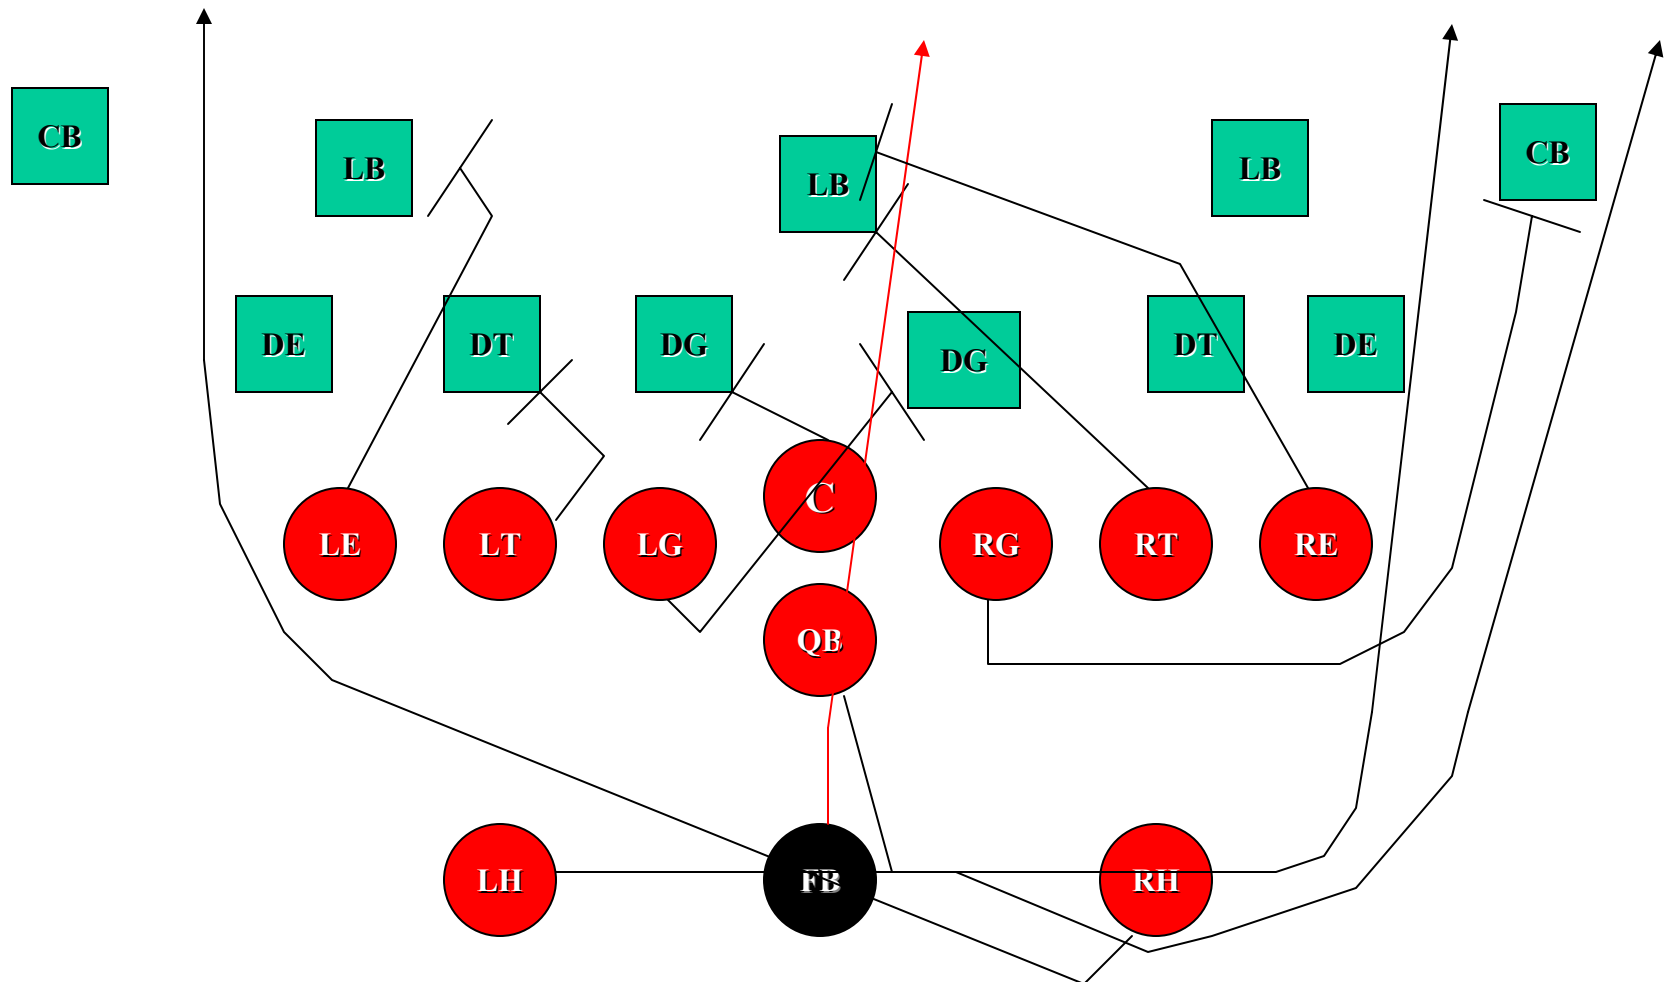 CB
LB
LB
LB
CB
DE
DT
DG
DG
DT
DE
LE
LT
LG
C
RG
RT
RE
QB
LH
FB
RH